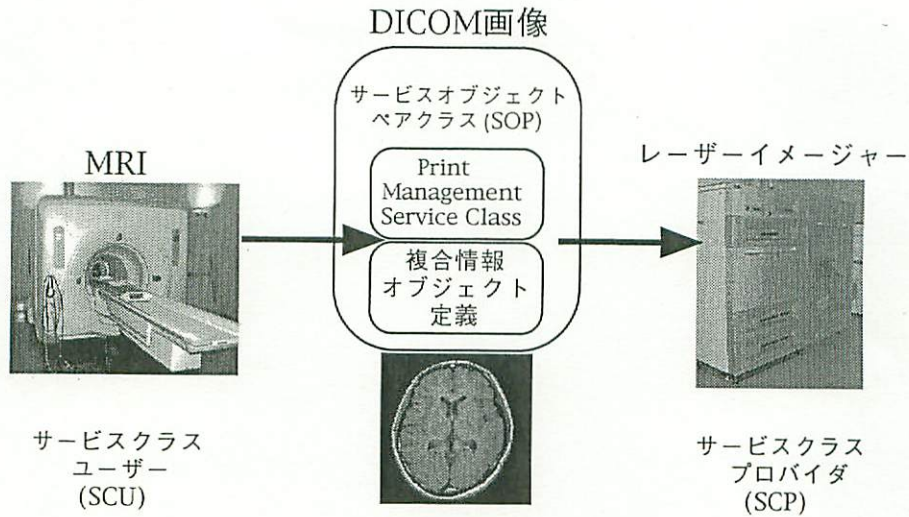 DICOM画像
サービスオブジェクト
ペアクラス(SOP)
Print
Management
Service Class
複合情報
オブジェクト
定義
MRI
サービスクラス
ユーザー
(SCU)
レーザーイメージャー
サービスクラス
プロバイダ
(SCP)